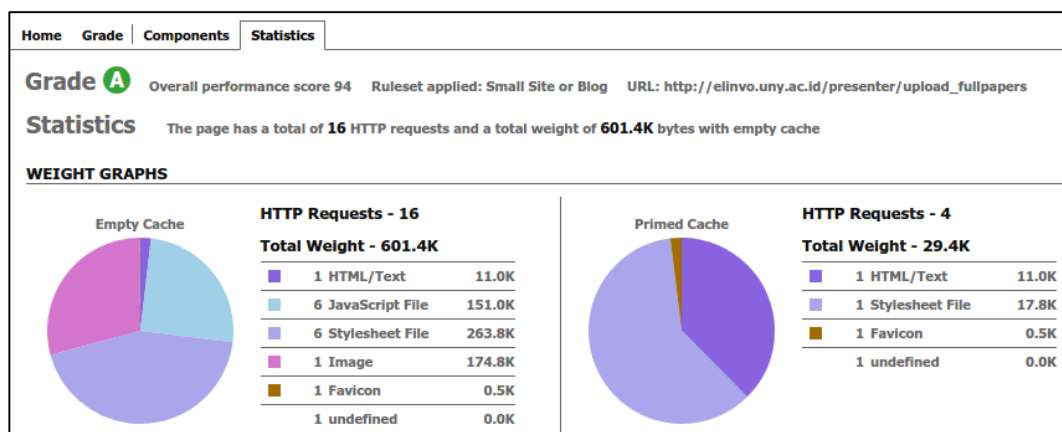 Home Grade Components Statistics
Grade A Overall performance score 94 Ruleset applied: Small Site or Blog URL: http://elinvo.uny.ac.id/presenter/upload_fullpapers
Statistics The page has a total of 16 HTTP requests and a total weight of 601.4K bytes with empty cache
WEIGHT GRAPHS
Empty Cache
HTTP Requests - 16
Total Weight - 601.4K
1 HTML/Text 11.0K
6 JavaScript File 151.0K
6 Stylesheet File 263.8K
1 Image 174.8K
1 Favicon 0.5K
1 undefined 0.0K
Primed Cache
HTTP Requests - 4
Total Weight - 29.4K
1 HTML/Text 11.0K
1 Stylesheet File 17.8K
1 Favicon 0.5K
1 undefined 0.0K